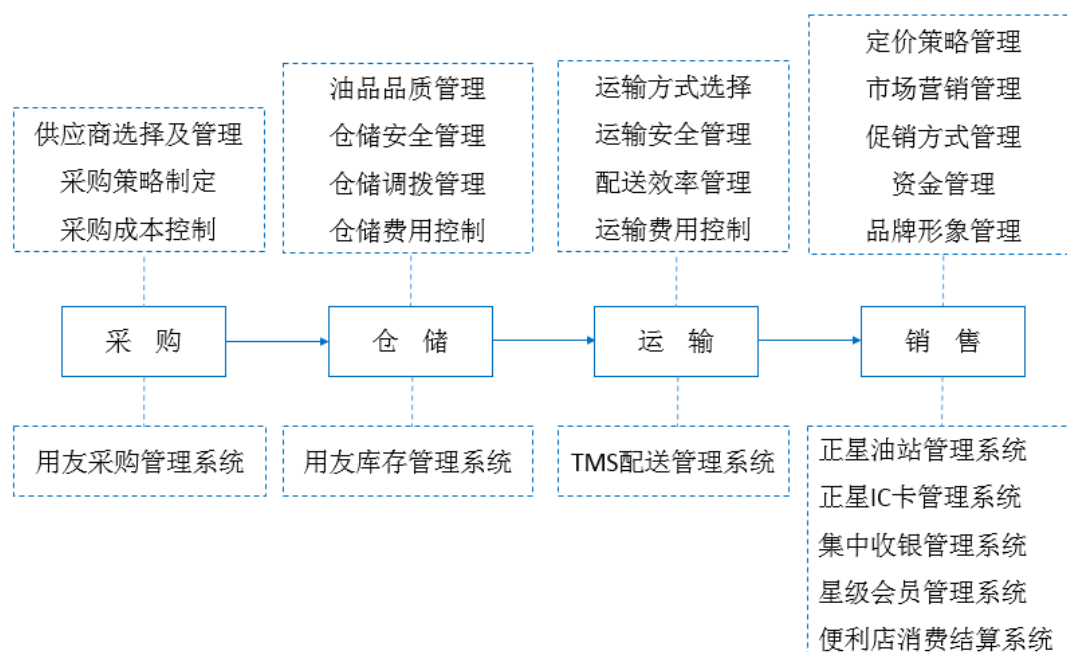 供应商选择及管理
采购策略制定
采购成本控制
油品品质管理
仓储安全管理
仓储调拨管理
仓储费用控制
运输方式选择
运输安全管理
配送效率管理
运输费用控制
定价策略管理
市场营销管理
促销方式管理
资金管理
品牌形象管理
采 购
仓 储
运 输
销 售
用友采购管理系统
用友库存管理系统
TMS配送管理系统
正星油站管理系统
正星IC卡管理系统
集中收银管理系统
星级会员管理系统
便利店消费结算系统